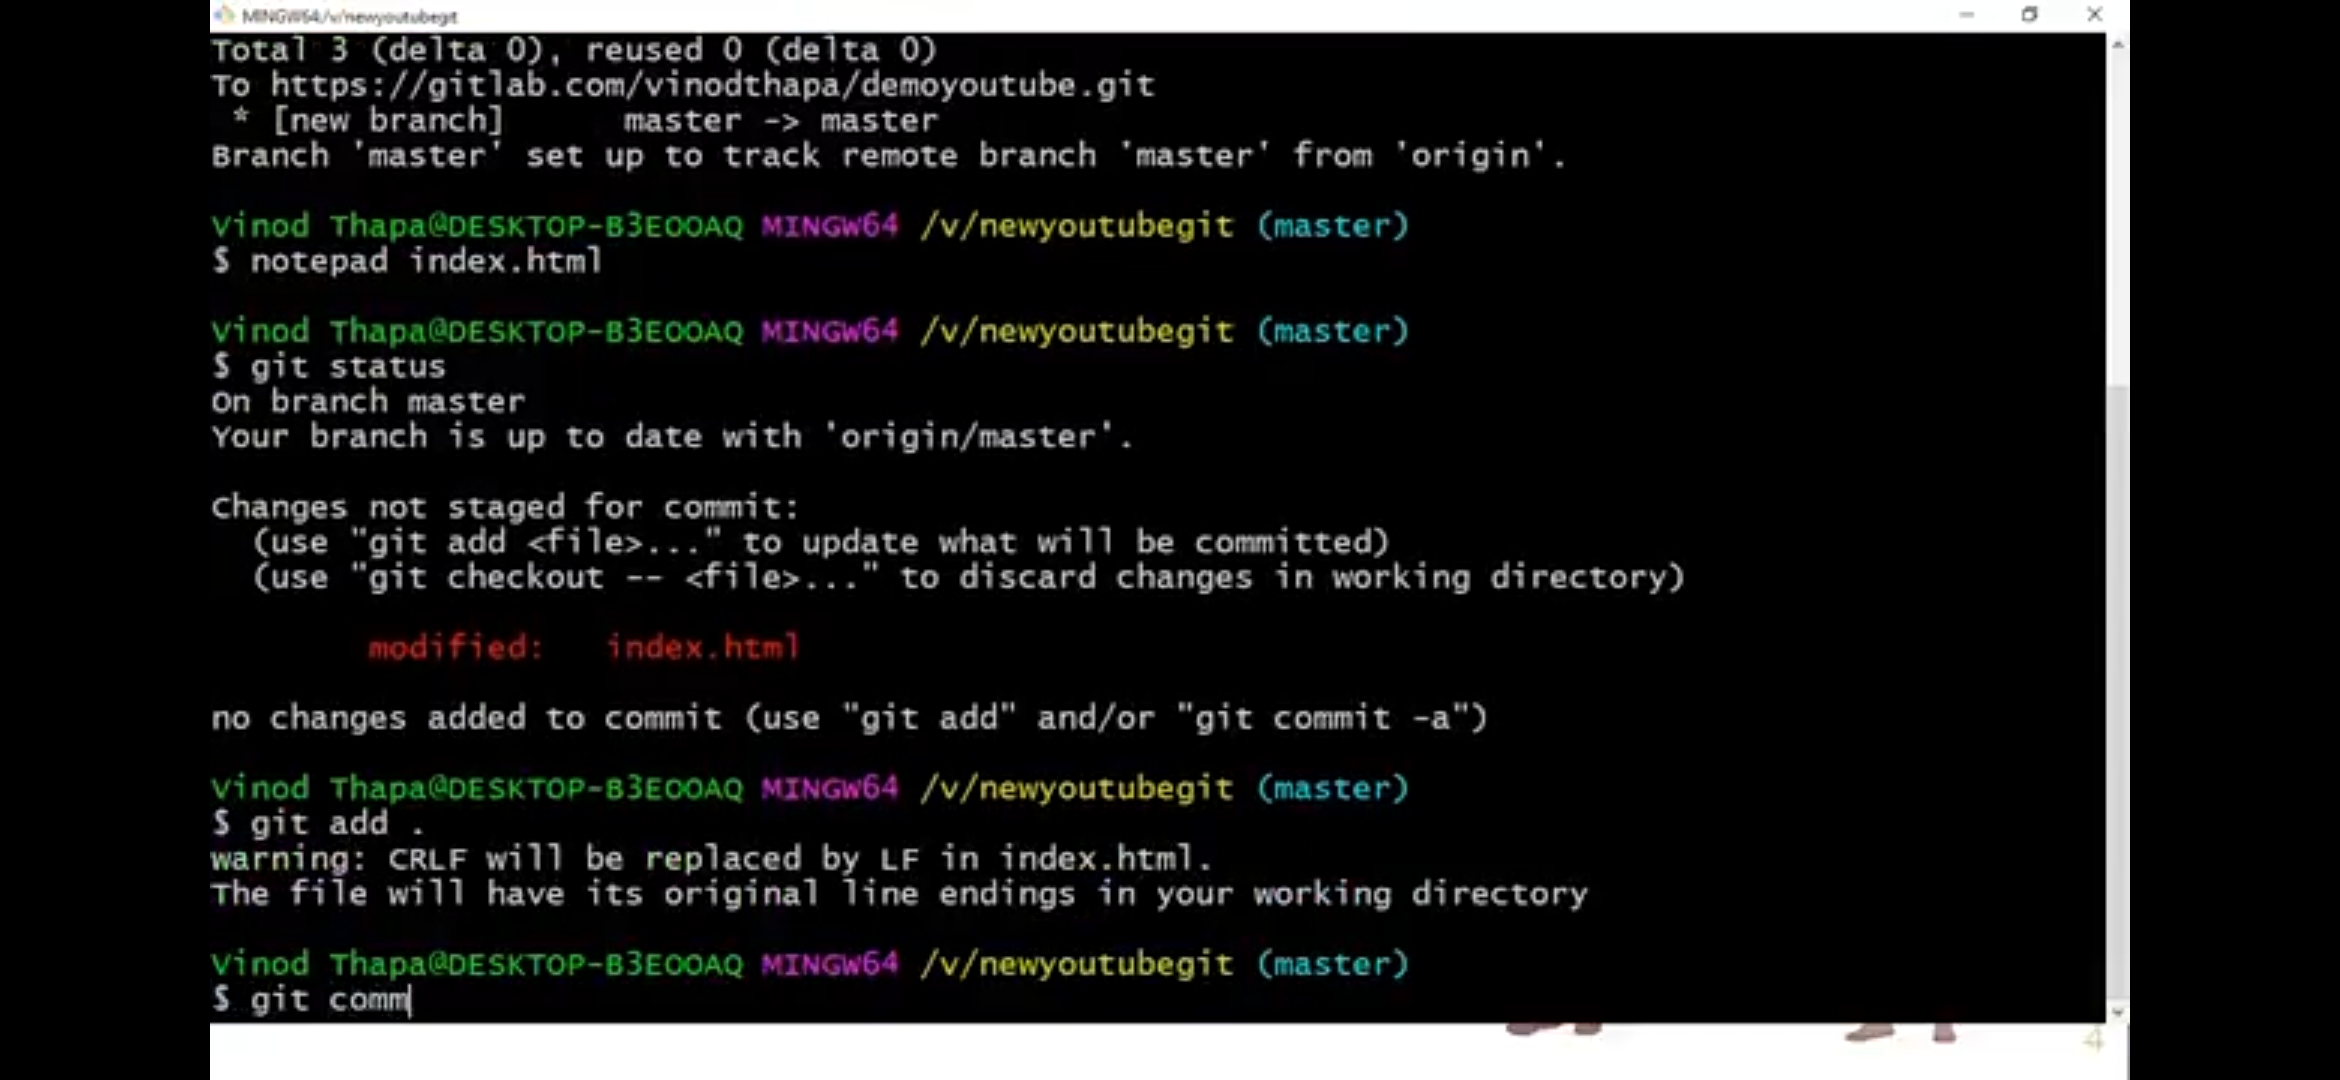 MINGW64:/v/newyoutubegit
Total 3 (delta 0), reused 0 (delta 0)
To https://gitlab.com/vinodthapa/demoyoutube.git
* [new branch]      master -> master
Branch 'master' set up to track remote branch 'master' from 'origin'.
Vinod Thapa@DESKTOP-B3EOOAQ MINGW64 /v/newyoutubegit (master)
$ notepad index.html
Vinod Thapa@DESKTOP-B3EOOAQ MINGW64 /v/newyoutubegit (master)
$ git status
On branch master
Your branch is up to date with 'origin/master'.
Changes not staged for commit:
(use "git add <file>..." to update what will be committed)
(use "git checkout -- <file>..." to discard changes in working directory)
modified:   index.html
no changes added to commit (use "git add" and/or "git commit -a")
Vinod Thapa@DESKTOP-B3EOOAQ MINGW64 /v/newyoutubegit (master)
$ git add .
warning: CRLF will be replaced by LF in index.html.
The file will have its original line endings in your working directory
Vinod Thapa@DESKTOP-B3EOOAQ MINGW64 /v/newyoutubegit (master)
$ git comm
4